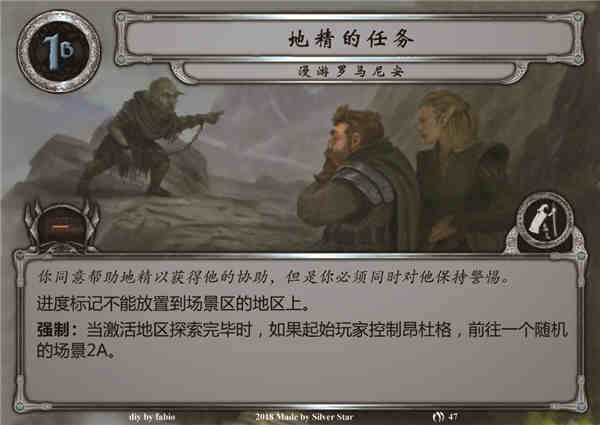 1B
地精的任务
漫游罗马尼安
你同意帮助地精以获得他的协助，但是你必须同时对他保持警惕。
进度标记不能放置到场景区的地区上。
强制：当激活地区探索完毕时，如果起始玩家控制昂杜格，前往一个随机
的场景2A。
diy by fabio 2018 Made by Silver Star 47